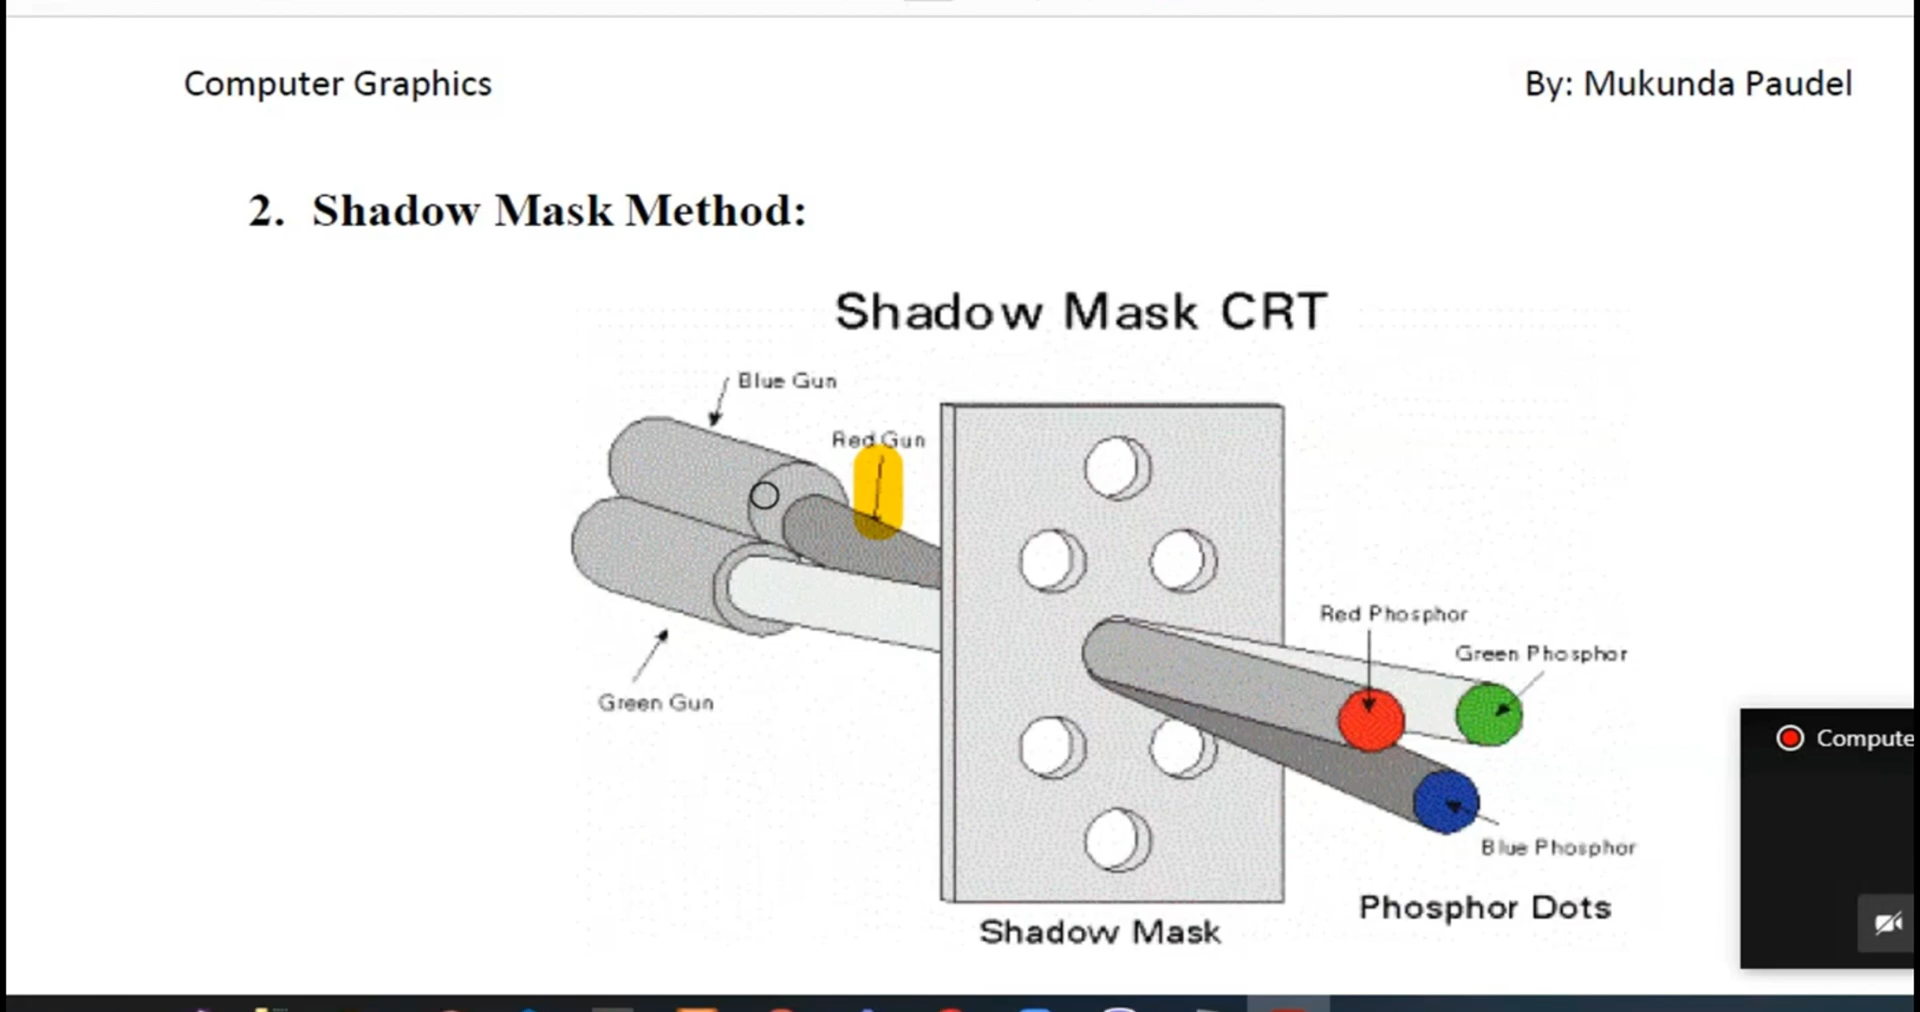 Computer Graphics
By: Mukunda Paudel
2. Shadow Mask Method:
Shadow Mask CRT
Blue Gun
Red Gun
Red Phosphor
Green Phosphor
Green Gun
Compute
Blue Phosphor
Phosphor Dots
Shadow Mask